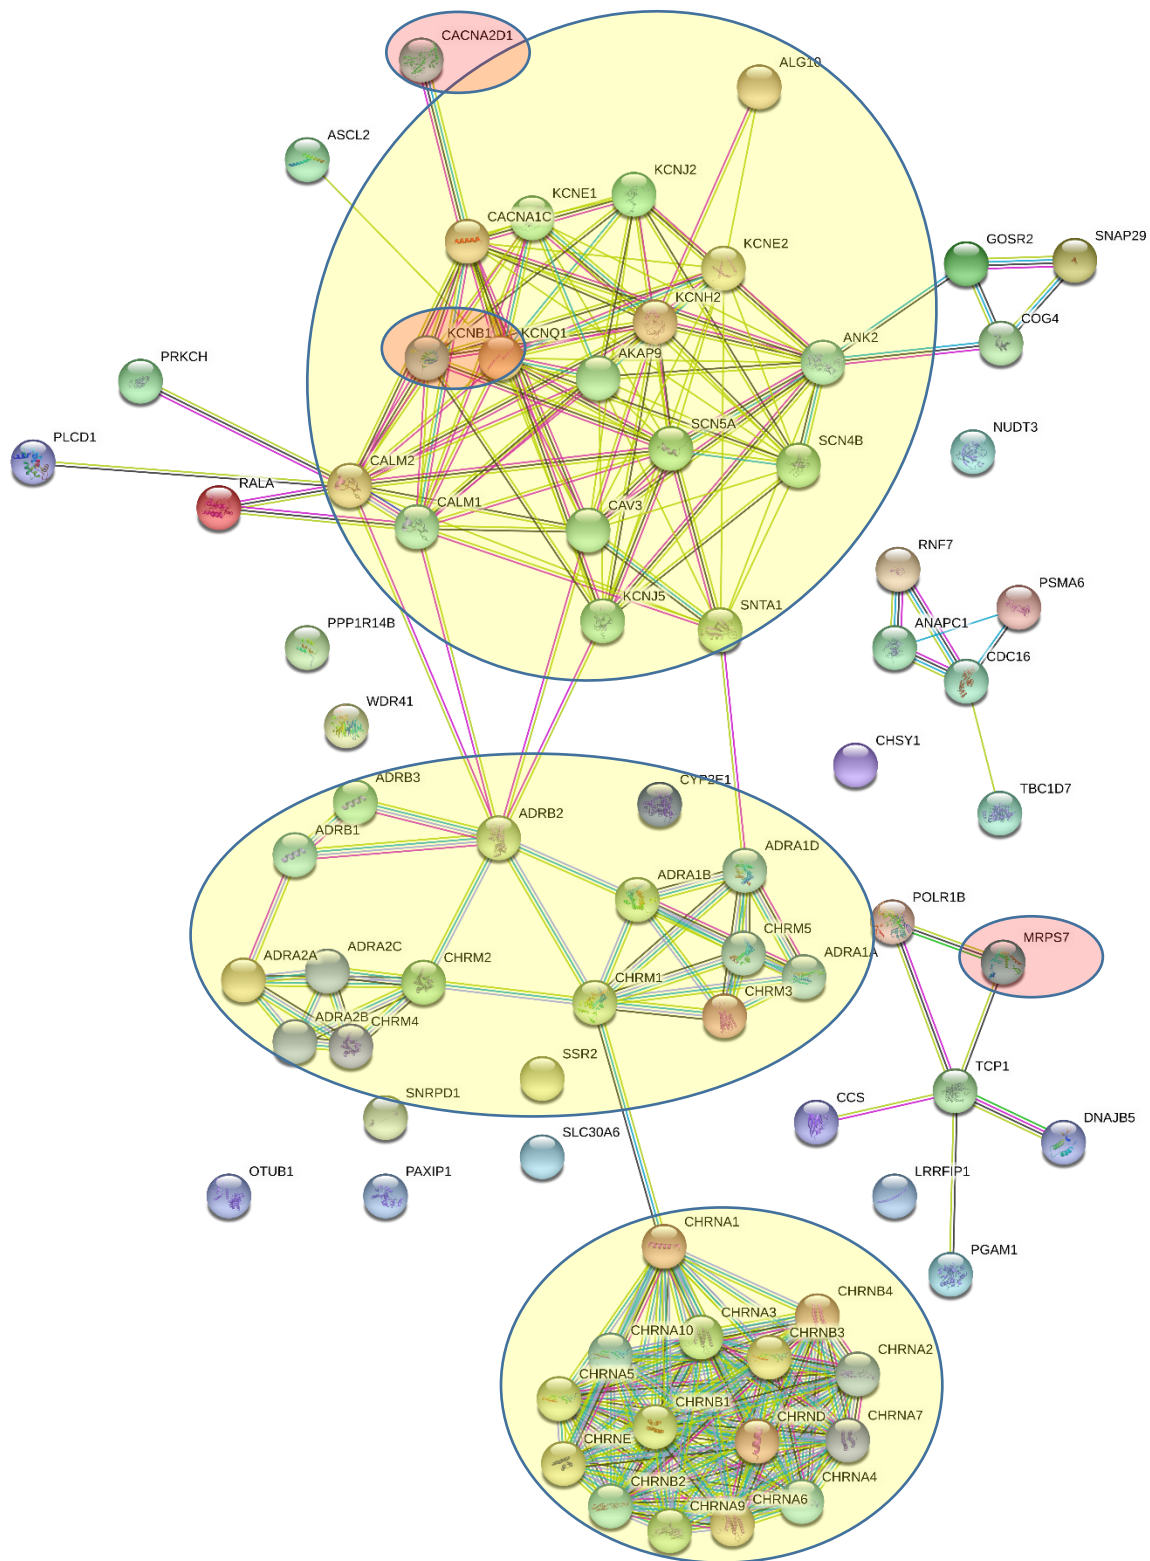 CACNA2D1
ALG10
ASCL2
KCNJ2
KCNE1
CACNA1C
GOSR2
SNAP29
KCNE2
KCNH2
COG4
KCNB1
KCNQ1
ANK2
PRKCH
AKAP9
SCN5A
NUDT3
PLCD1
SCN4B
CALM2
RALA
CALM1
CAV3
RNF7
PSMA6
KCNJ5
SNTA1
ANAPC1
PPP1R14B
CDC16
WDR41
CHSY1
ADRB3
CYP2E1
TBC1D7
ADRB2
ADRB1
ADRA1D
ADRA1B
POLR1B
CHRM5
MRPS7
ADRA2C
ADRA2A
CHRM2
ADRA1A
CHRM1
CHRM3
ADRA2B
CHRM4
SSR2
TCP1
SNRPD1
CCS
DNAJB5
SLC30A6
OTUB1
PAXIP1
LRRFIP1
CHRNA1
PGAM1
CHRNB4
CHRNA3
CHRNA10
CHRNB3
CHRNA2
CHRNA5
CHRNB1
CHRND
CHRNA7
CHRNE
CHRNB2
CHRNA4
CHRNA9
CHRNA6